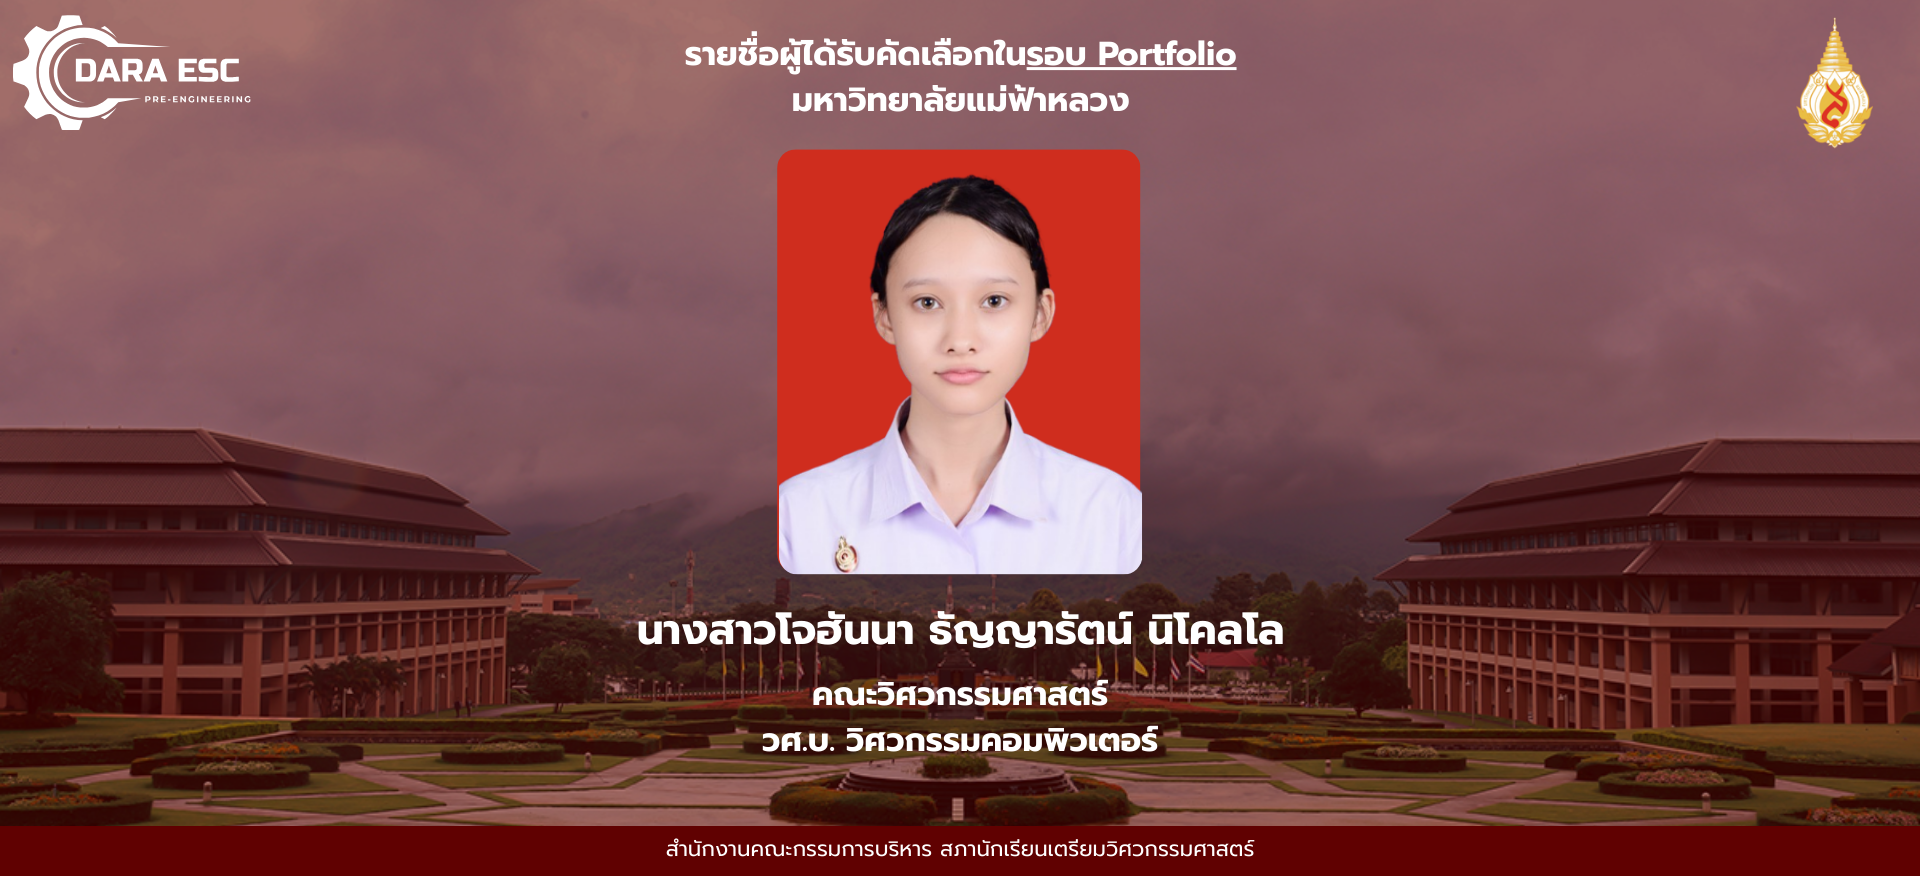 DARA ESC
PRE-ENGINEERING
รายชื่อผู้ได้รับคัดเลือกในรอบ Portfolio
มหาวิทยาลัยแม่ฟ้าหลวง
นางสาวโจฮันนา ธัญญารัตน์ นิโคลโล
คณะวิศวกรรมศาสตร์
วศ.บ. วิศวกรรมคอมพิวเตอร์
สำนักงานคณะกรรมการบริหาร สภานักเรียนเตรียมวิศวกรรมศาสตร์